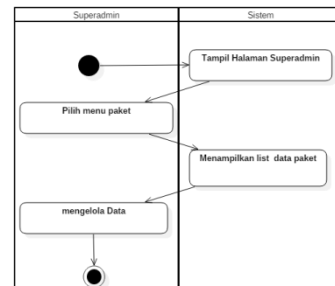 Superadmin
Sistem
Tampil Halaman Superadmin
Pilih menu paket
Menampilkan list data paket
mengelola Data